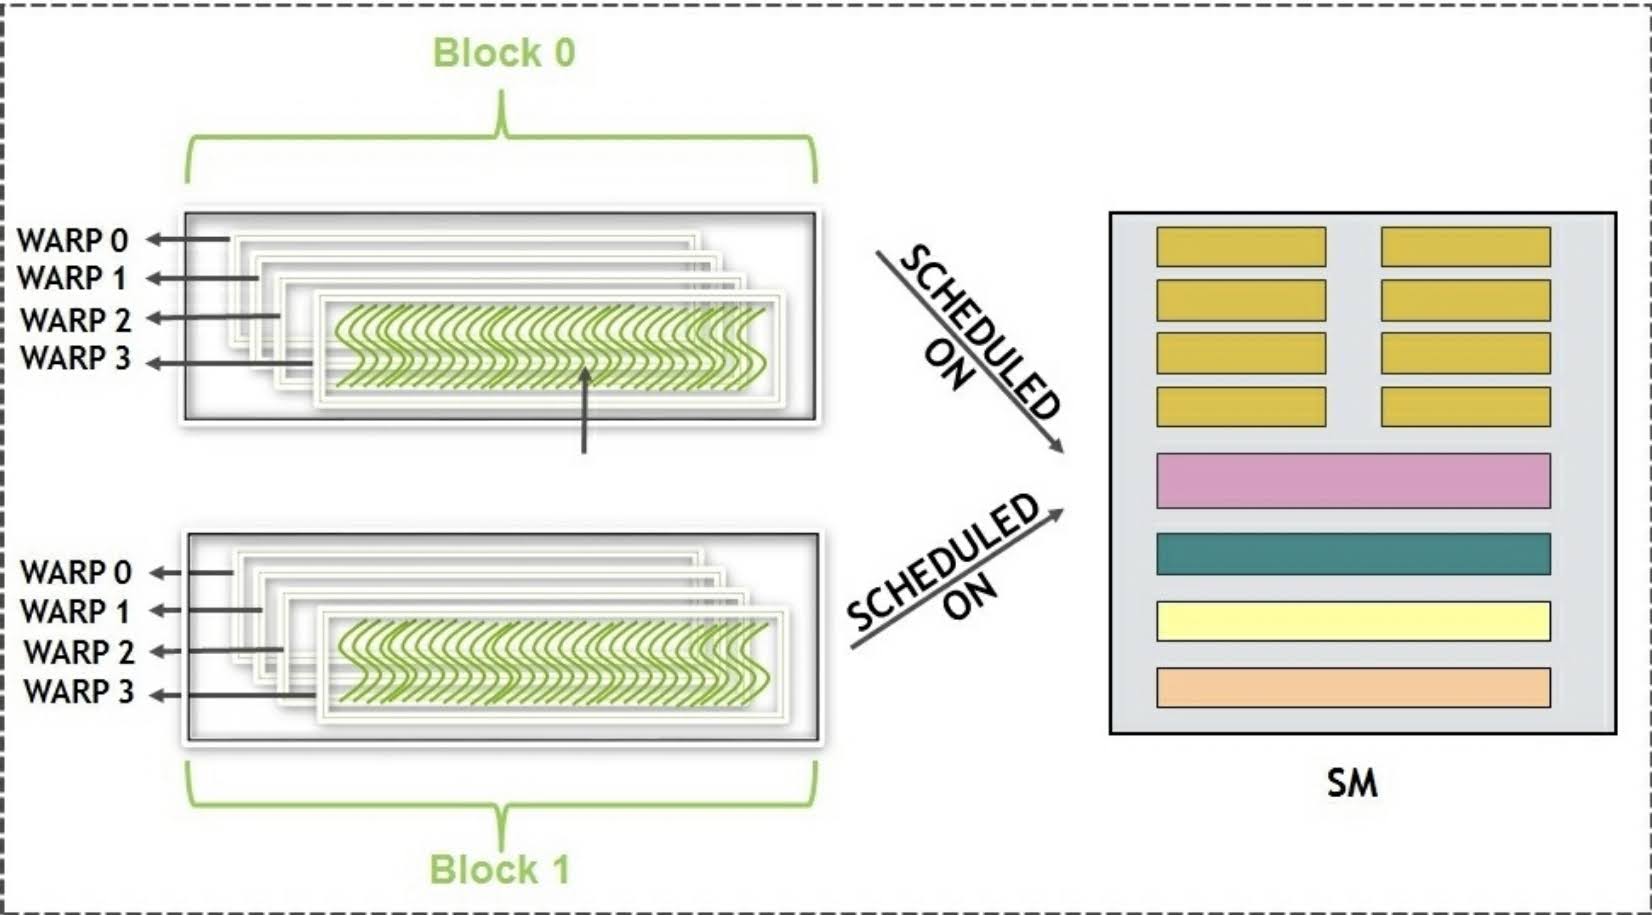 Block 0
WARP 0
WARP 1
WARP 2
WARP 3
SCHEDULED
ON
WARP 0
WARP 1
WARP 2
WARP 3
SCHEDULED
ON
Block 1
SM